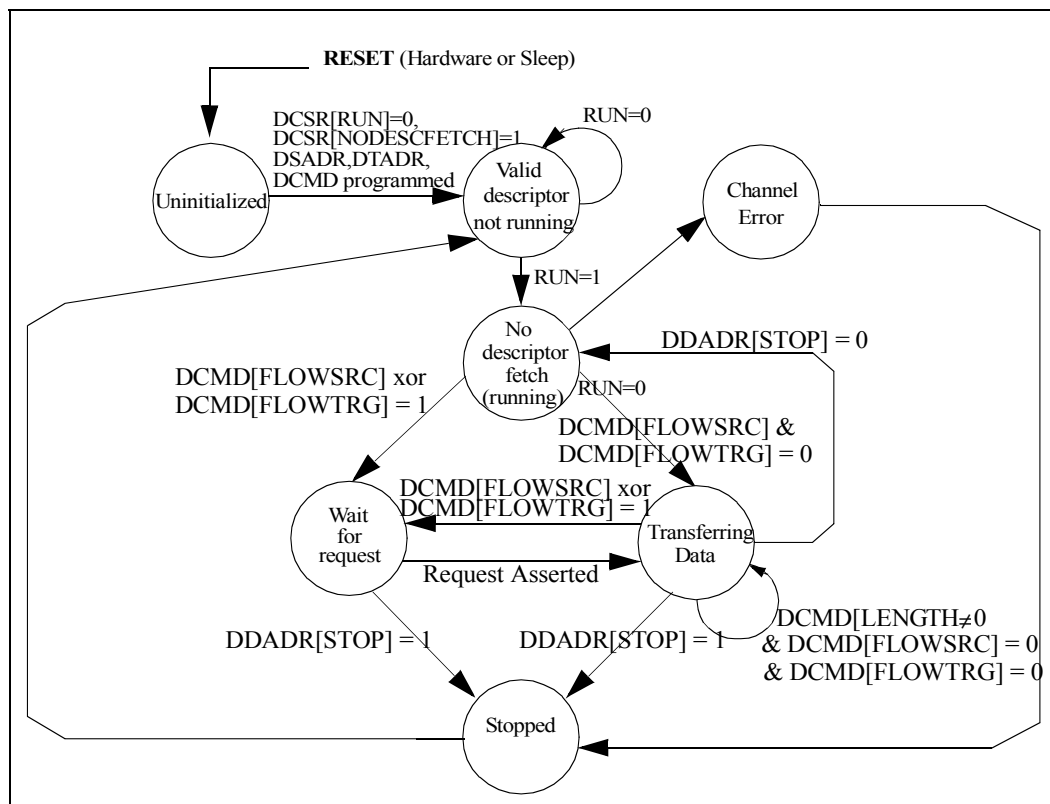 RESET (Hardware or Sleep)
DCSR[RUN]=0,
DCSR[NODESCFETCH]=1
DSADR,DTADR,
DCMD programmed
RUN=0
Uninitialized
Valid
descriptor
not running
Channel
Error
RUN=1
No
descriptor
fetch
(running)
DDADR[STOP] = 0
RUN=0
DCMD[FLOWSRC] xor
DCMD[FLOWTRG] = 1
DCMD[FLOWSRC] &
DCMD[FLOWTRG] = 0
DCMD[FLOWSRC] xor
DCMD[FLOWTRG] = 1
Wait
for
request
Transferring
Data
Request Asserted
DDADR[STOP] = 1
DDADR[STOP] = 1
DCMD[LENGTH≠0
& DCMD[FLOWSRC] = 0
& DCMD[FLOWTRG] = 0
Stopped